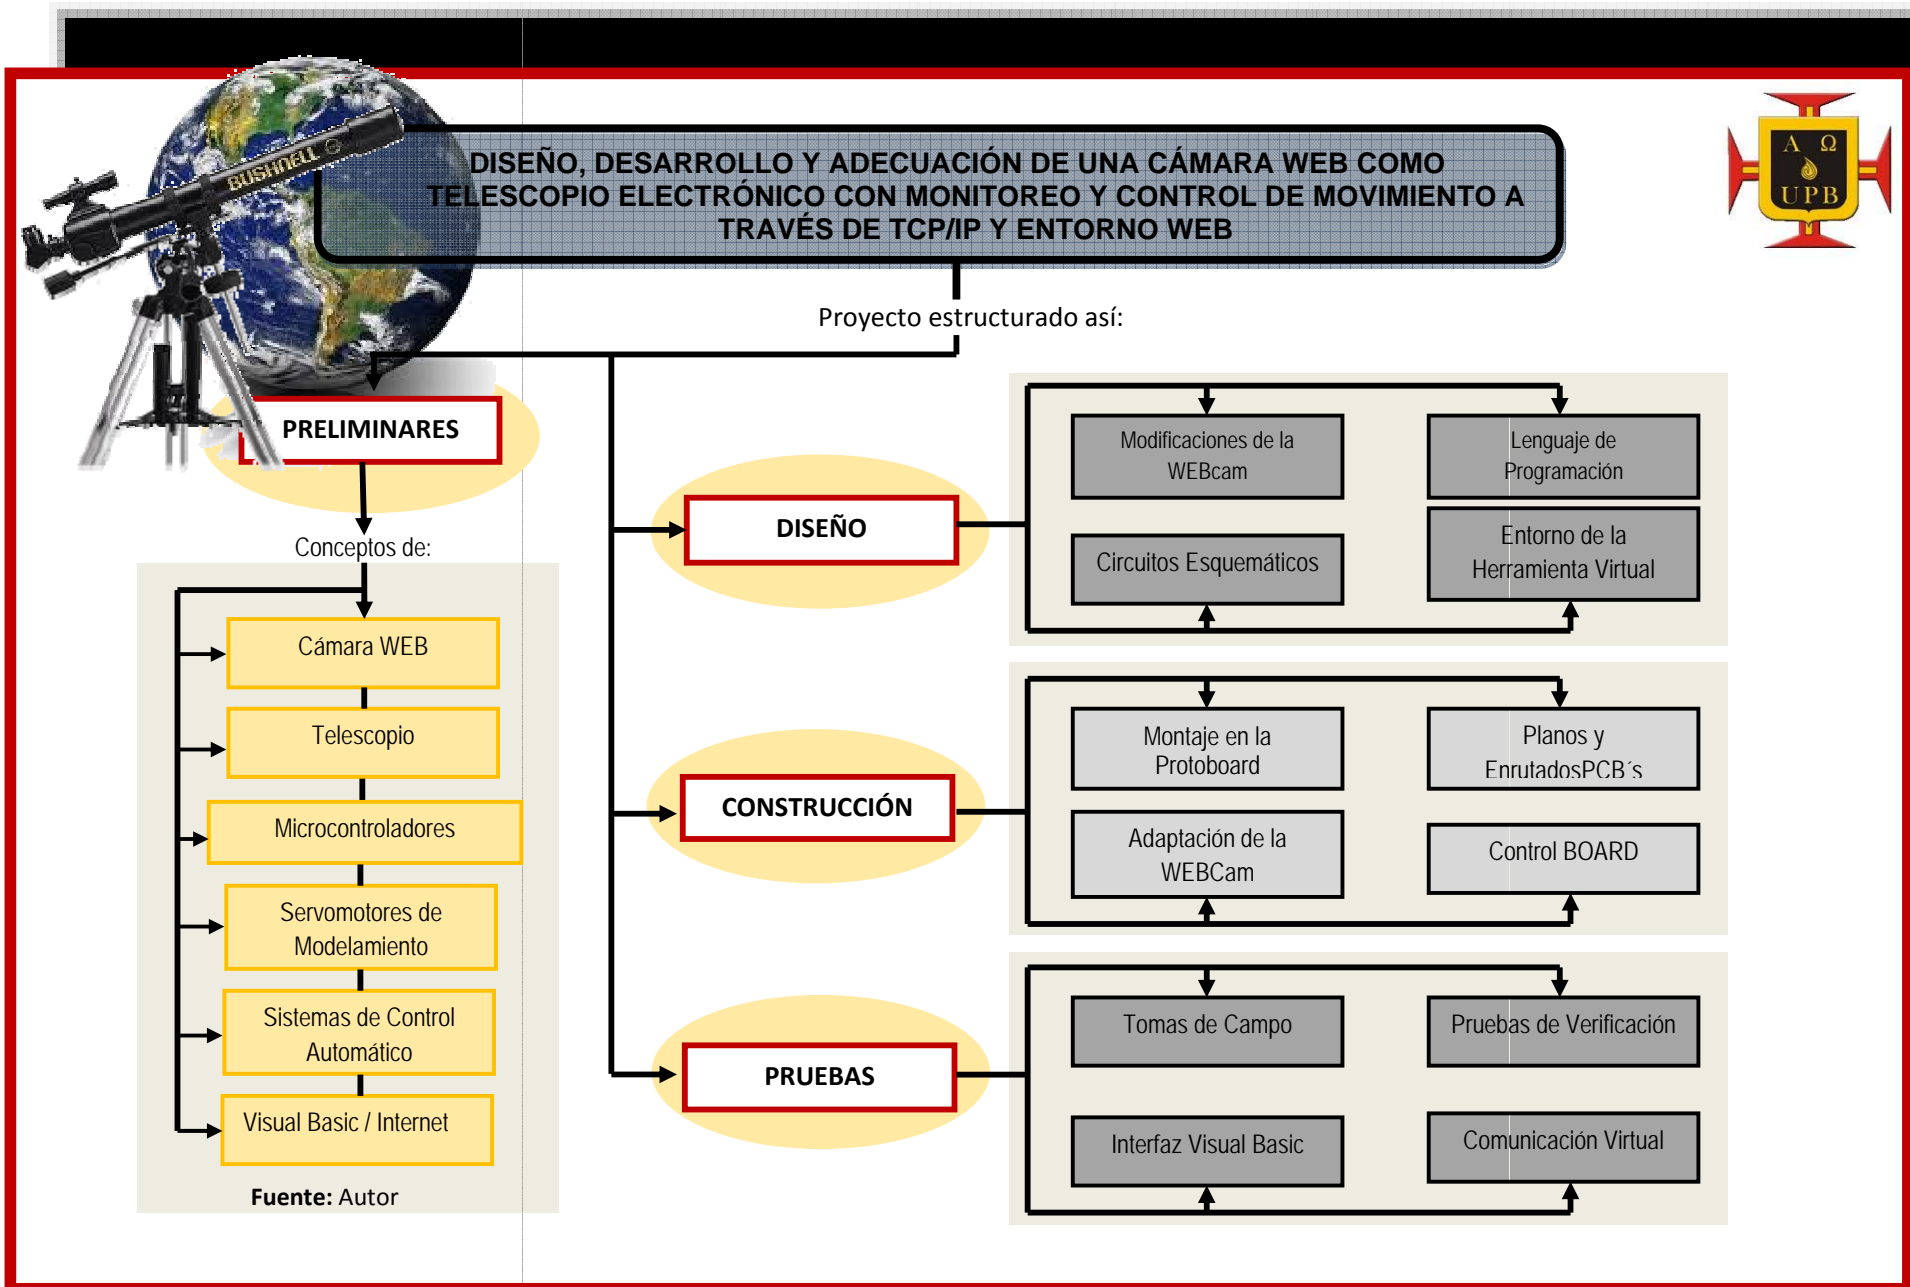 BUSHNELL
Α Ω
UPB
DISEÑO, DESARROLLO Y ADECUACIÓN DE UNA CÁMARA WEB COMO
TELESCOPIO ELECTRÓNICO CON MONITOREO Y CONTROL DE MOVIMIENTO A
TRAVÉS DE TCP/IP Y ENTORNO WEB
Proyecto estructurado así:
PRELIMINARES
Conceptos de:
Cámara WEB
Telescopio
Microcontroladores
Servomotores de
Modelamiento
Sistemas de Control
Automático
Visual Basic / Internet
Fuente: Autor
DISEÑO
Modificaciones de la
WEBcam
Lenguaje de
Programación
Circuitos Esquemáticos
Entorno de la
Herramienta Virtual
CONSTRUCCIÓN
Montaje en la
Protoboard
Planos y
EnrutadosPCB´s
Adaptación de la
WEBCam
Control BOARD
PRUEBAS
Tomas de Campo
Pruebas de Verificación
Interfaz Visual Basic
Comunicación Virtual